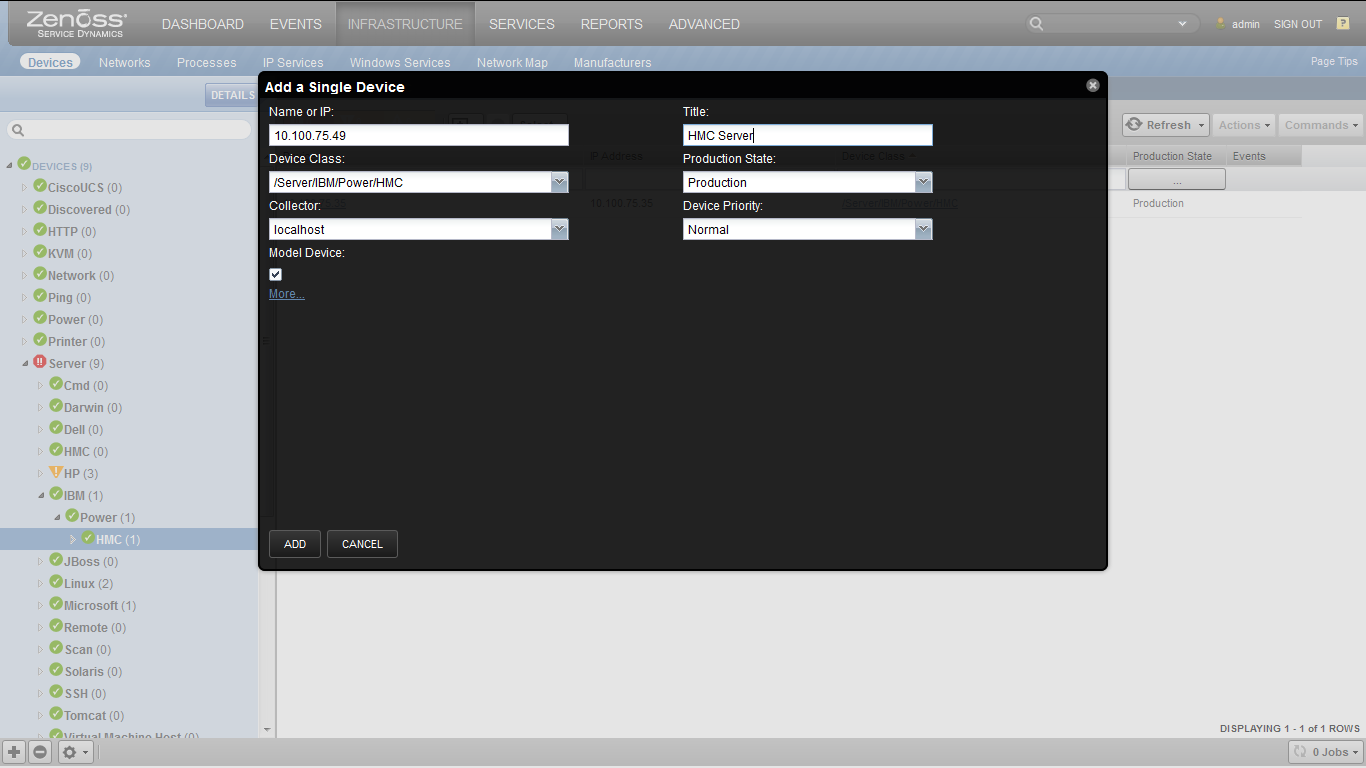 Zenoss DASHBOARD EVENTS INFRASTRUCTURE SERVICES REPORTS ADVANCED admin SIGN OUT ?
SERVICE DYNAMICS
Devices Networks Processes IP Services Windows Services Network Map Manufacturers Page Tips
DETAILS
Add a Single Device
Name or IP: Title:
10.100.75.49 HMC Server
Refresh Actions Commands
Device Class: Production State:
IP Address Device Class Production State Events
/Server/IBM/Power/HMC Production
...
Collector: Device Priority:
10.100.75.35 /Server/IBM/Power/HMC Production
localhost Normal
Model Device:
More...
ADD CANCEL
DEVICES (9)
CiscoUCS (0)
Discovered (0)
HTTP (0)
KVM (0)
Network (0)
Ping (0)
Power (0)
Printer (0)
Server (9)
Cmd (0)
Darwin (0)
Dell (0)
HMC (0)
HP (3)
IBM (1)
Power (1)
HMC (1)
JBoss (0)
Linux (2)
Microsoft (1)
Remote (0)
Scan (0)
Solaris (0)
SSH (0)
Tomcat (0)
Virtual Machine Host (0)
DISPLAYING 1 - 1 of 1 ROWS
0 Jobs